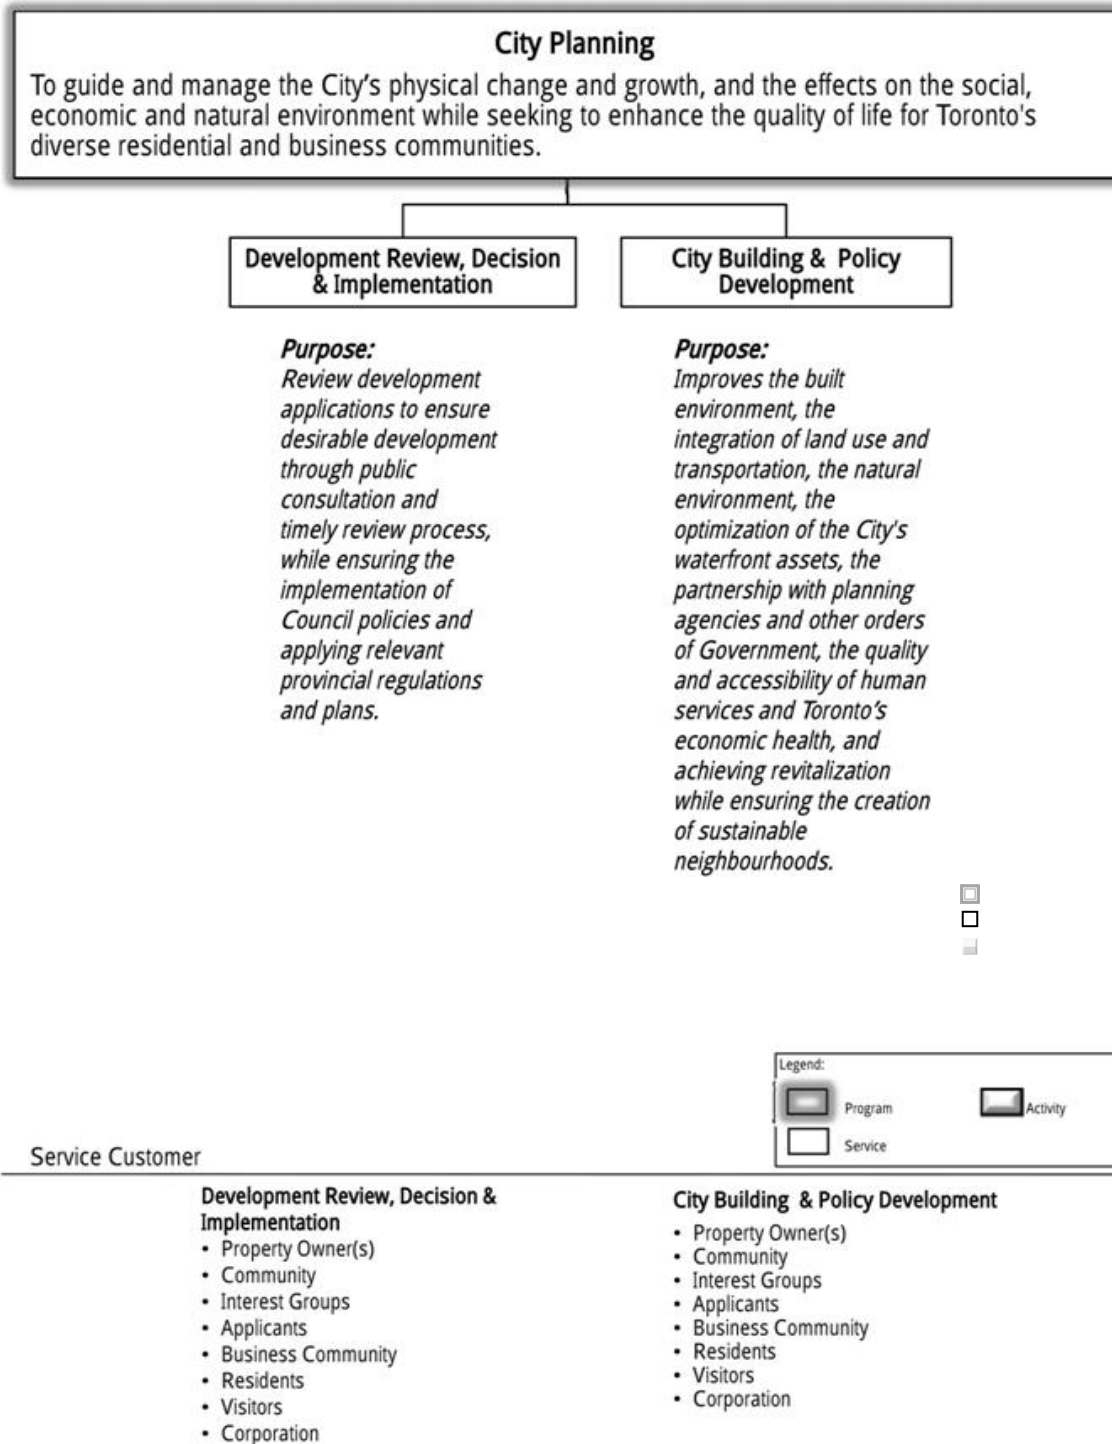 City Planning
To guide and manage the City's physical change and growth, and the effects on the social,
economic and natural environment while seeking to enhance the quality of life for Toronto's
diverse residential and business communities.
Development Review, Decision
& Implementation
Purpose:
Review development
applications to ensure
desirable development
through public
consultation and
timely review process,
while ensuring the
implementation of
Council policies and
applying relevant
provincial regulations
and plans.
City Building & Policy
Development
Purpose:
Improves the built
environment, the
integration of land use and
transportation, the natural
environment, the
optimization of the City's
waterfront assets, the
partnership with planning
agencies and other orders
of Government, the quality
and accessibility of human
services and Toronto's
economic health, and
achieving revitalization
while ensuring the creation
of sustainable
neighbourhoods.
Legend:
Program
Activity
Service
Service Customer
Development Review, Decision &
Implementation
• Property Owner(s)
• Community
• Interest Groups
• Applicants
• Business Community
• Residents
• Visitors
• Corporation
City Building & Policy Development
• Property Owner(s)
• Community
• Interest Groups
• Applicants
• Business Community
• Residents
• Visitors
• Corporation